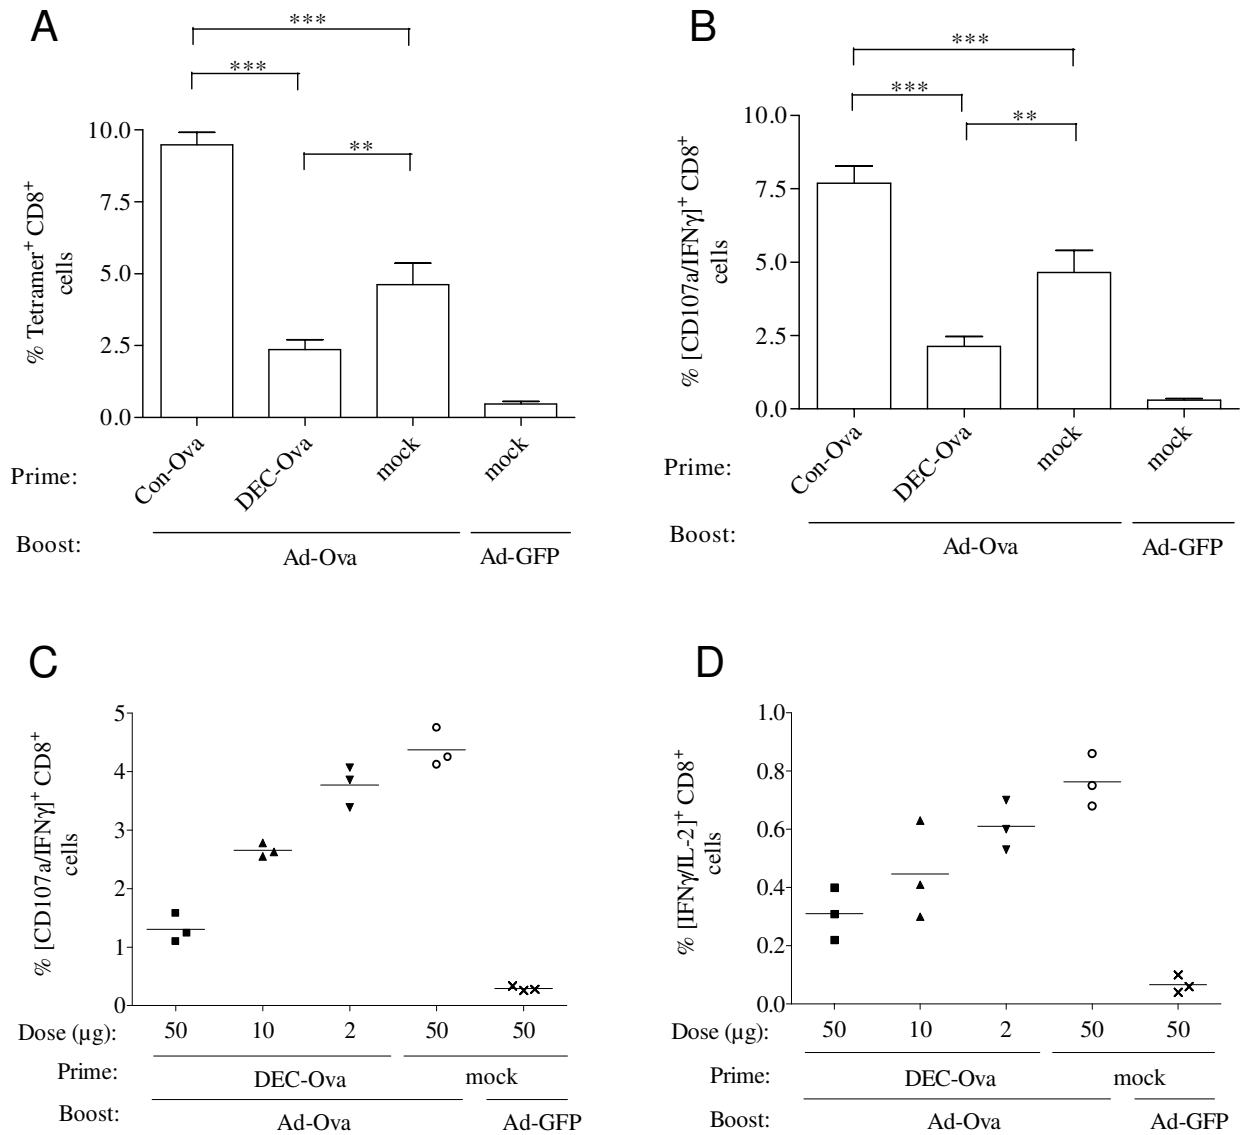 A
***
***
**
10.0
7.5
5.0
2.5
0.0
% Tetramer⁺ CD8⁺
cells
Prime:
Con-Ova
DEC-Ova
mock
mock
Boost:
Ad-Ova
Ad-GFP
B
***
***
**
10.0
7.5
5.0
2.5
0.0
% [CD107a/IFNγ]⁺ CD8⁺
cells
Prime:
Con-Ova
DEC-Ova
mock
mock
Boost:
Ad-Ova
Ad-GFP
C
5
4
3
2
1
0
% [CD107a/IFNγ]⁺ CD8⁺
cells
Dose (µg): 50 10 2 50 50
Prime: DEC-Ova mock
Boost: Ad-Ova Ad-GFP
D
1.0
0.8
0.6
0.4
0.2
0.0
% [IFNγ/IL-2]⁺ CD8⁺
cells
Dose (µg): 50 10 2 50 50
Prime: DEC-Ova mock
Boost: Ad-Ova Ad-GFP